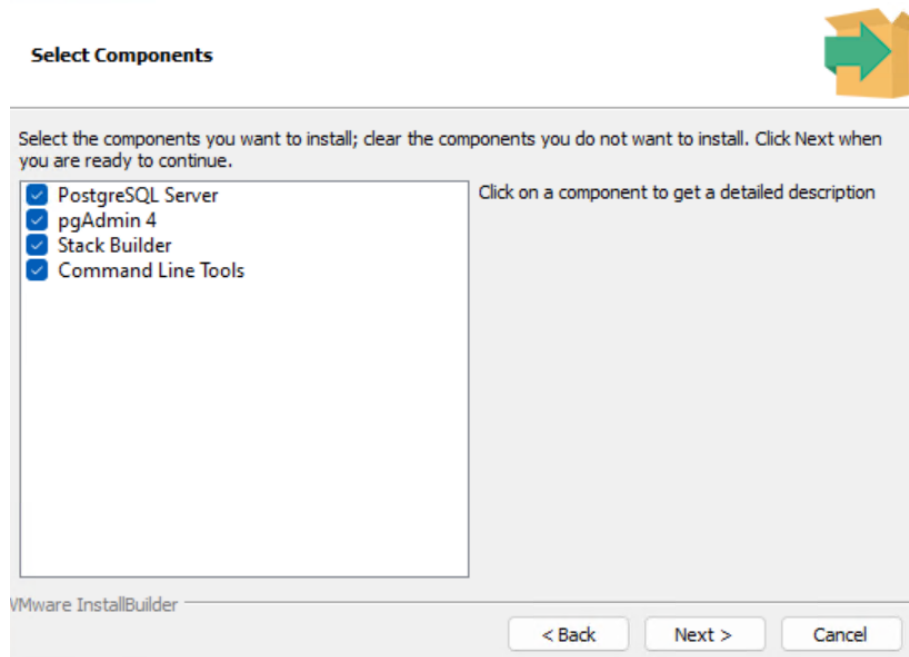 Select Components
Select the components you want to install; clear the components you do not want to install. Click Next when
you are ready to continue.
PostgreSQL Server
pgAdmin 4
Stack Builder
Command Line Tools
Click on a component to get a detailed description
VMware InstallBuilder
< Back
Next >
Cancel